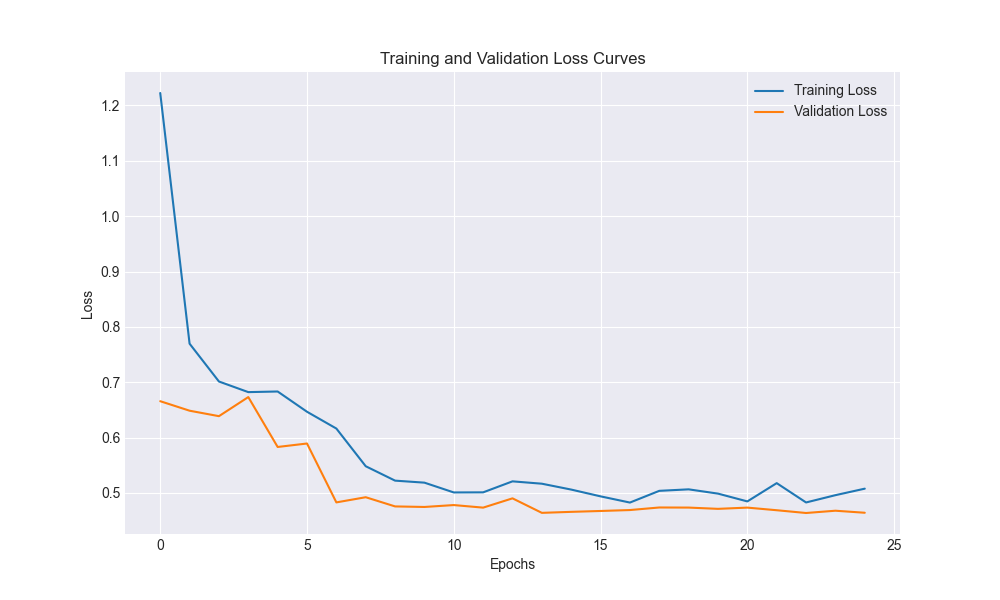 Training and Validation Loss Curves
Training Loss
Validation Loss
1.2
1.1
1.0
0.9
0.8
0.7
0.6
0.5
Loss
0 5 10 15 20 25
Epochs